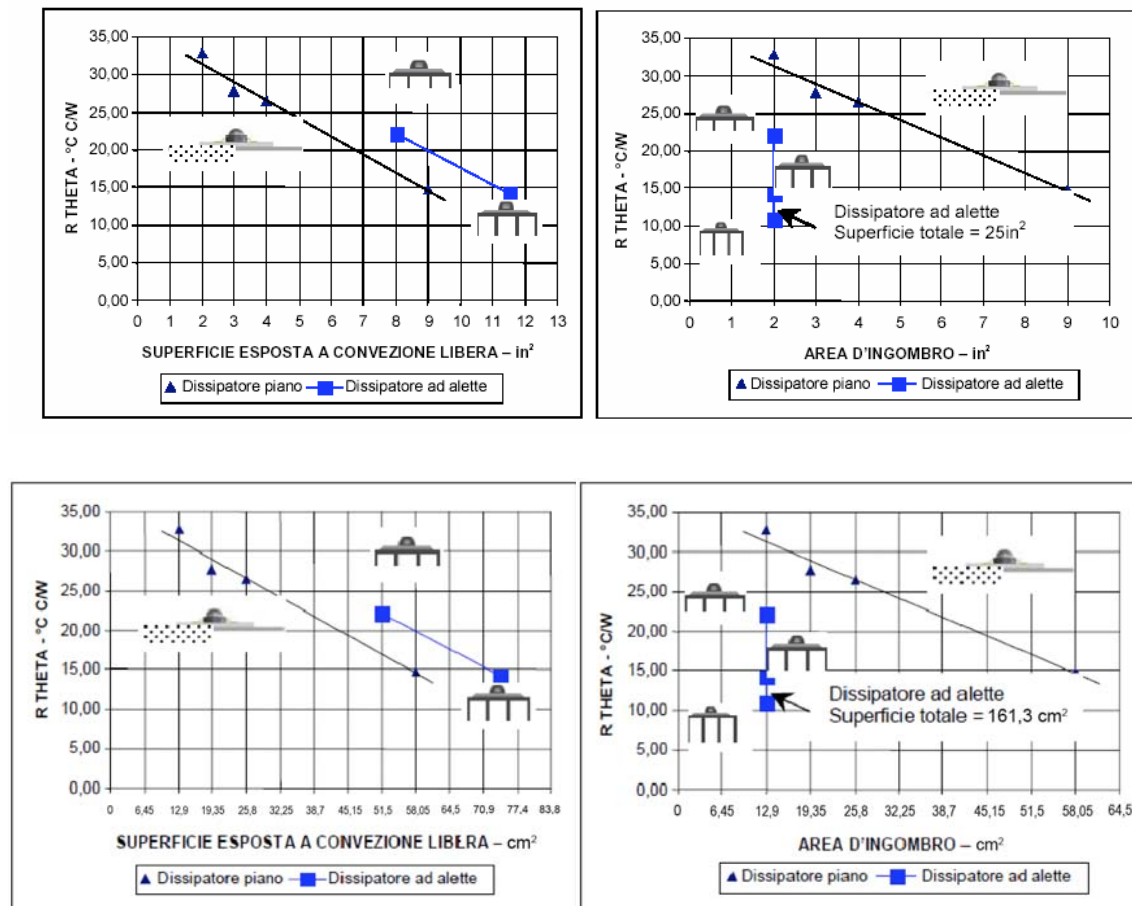 35,00
30,00
25,00
20,00
15,00
10,00
5,00
0,00
R THETA - °C C/W
0 1 2 3 4 5 6 7 8 9 10 11 12 13
SUPERFICIE ESPOSTA A CONVEZIONE LIBERA – in²
Dissipatore piano Dissipatore ad alette
35,00
30,00
25,00
20,00
15,00
10,00
5,00
0,00
R THETA - °C/W
Dissipatore ad alette
Superficie totale = 25in²
0 1 2 3 4 5 6 7 8 9 10
AREA D'INGOMBRO – in²
Dissipatore piano Dissipatore ad alette
35,00
30,00
25,00
20,00
15,00
10,00
5,00
0,00
R THETA - °C C/W
0 6,45 12,9 19,35 25,8 32,25 38,7 45,15 51,5 58,05 64,5 70,9 77,4 83,8
SUPERFICIE ESPOSTA A CONVEZIONE LIBERA – cm²
Dissipatore piano Dissipatore ad alette
35,00
30,00
25,00
20,00
15,00
10,00
5,00
0,00
R THETA - °C/W
Dissipatore ad alette
Superficie totale = 161,3 cm²
0 6,45 12,9 19,35 25,8 32,25 38,7 45,15 51,6 58,05 64,5
AREA D'INGOMBRO – cm²
Dissipatore piano Dissipatore ad alette